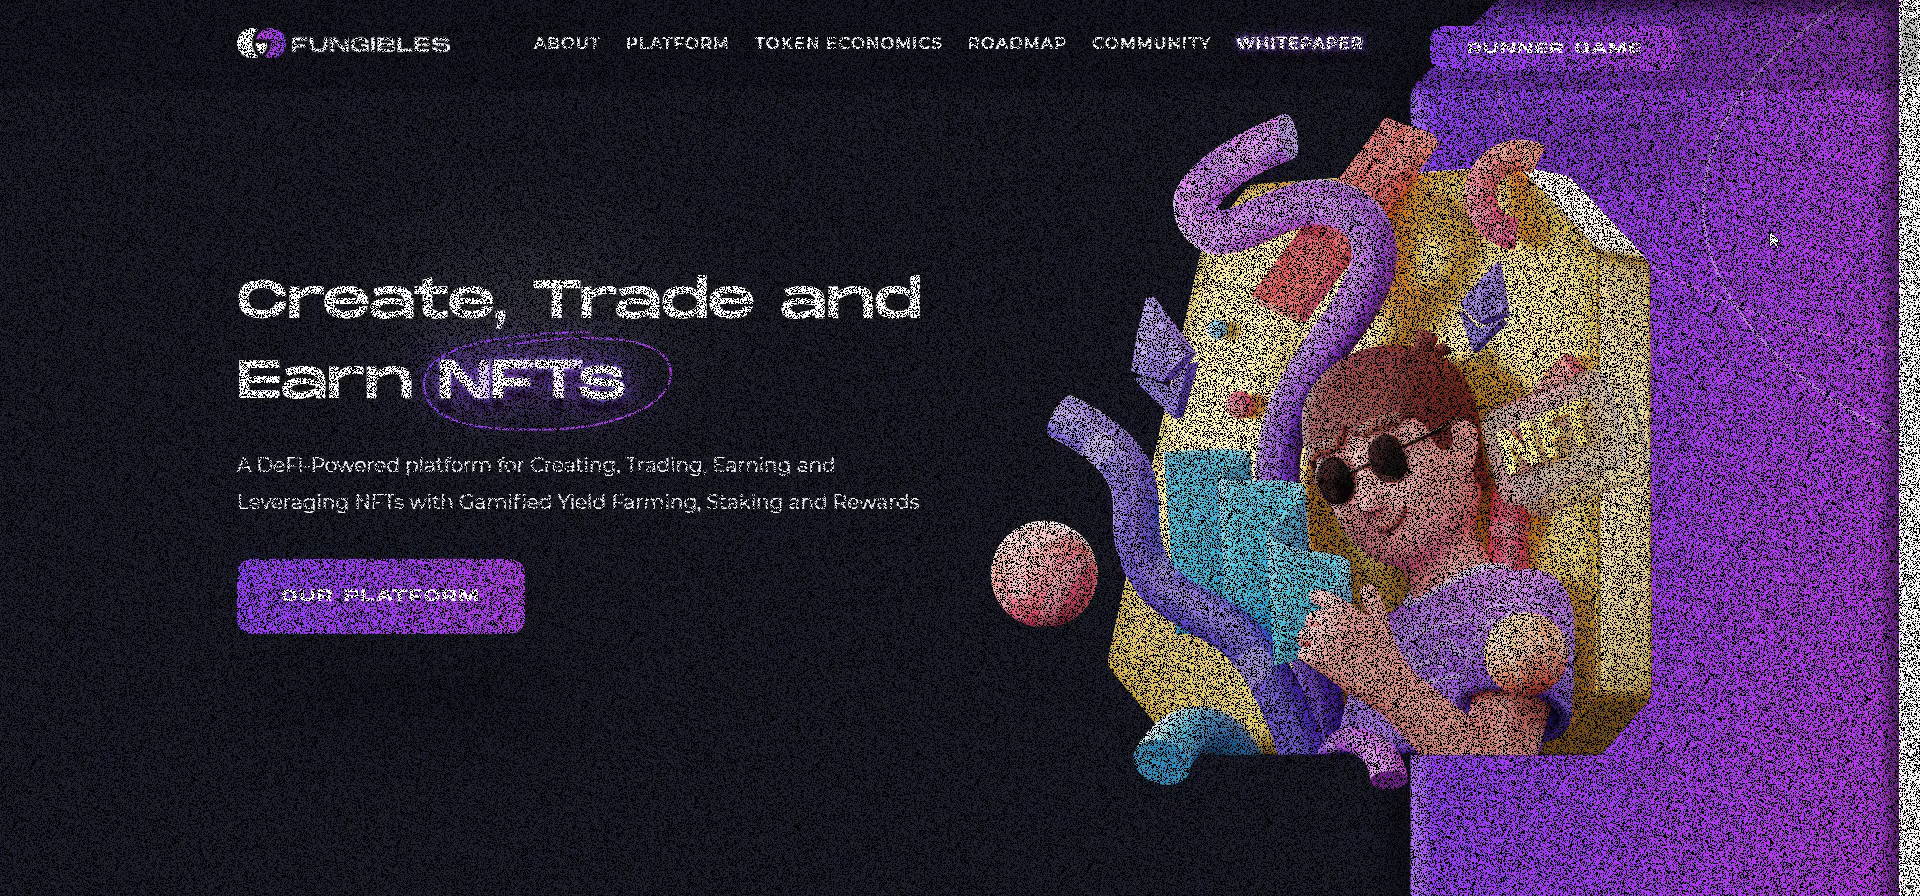 FUNGIBLES
ABOUT PLATFORM TOKEN ECONOMICS ROADMAP COMMUNITY WHITEPAPER RUNNER GAME
Create, Trade and
Earn NFTs
A DeFi-Powered platform for Creating, Trading, Earning and
Leveraging NFTs with Gamified Yield Farming, Staking and Rewards
OUR PLATFORM
NFT